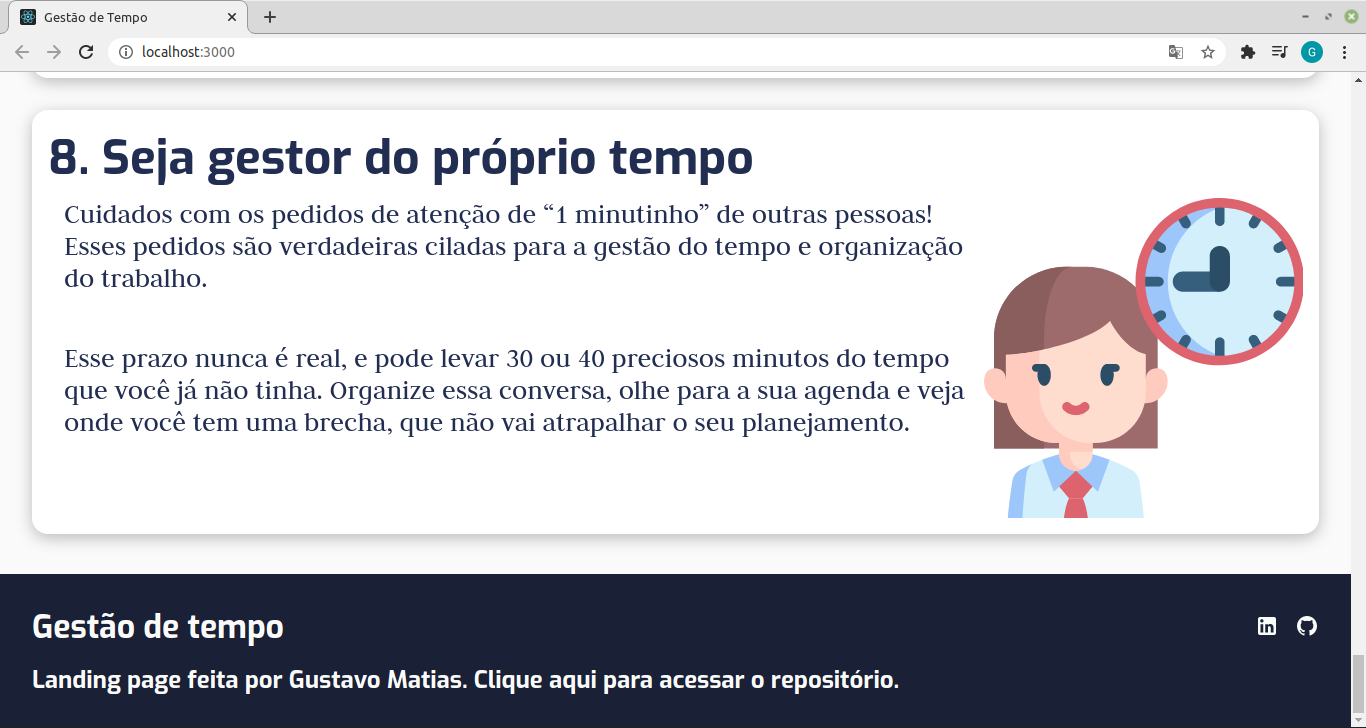 Gestão de Tempo
localhost:3000
G
8. Seja gestor do próprio tempo
Cuidados com os pedidos de atenção de “1 minutinho” de outras pessoas!
Esses pedidos são verdadeiras ciladas para a gestão do tempo e organização
do trabalho.
Esse prazo nunca é real, e pode levar 30 ou 40 preciosos minutos do tempo
que você já não tinha. Organize essa conversa, olhe para a sua agenda e veja
onde você tem uma brecha, que não vai atrapalhar o seu planejamento.
Gestão de tempo
in
Landing page feita por Gustavo Matias. Clique aqui para acessar o repositório.